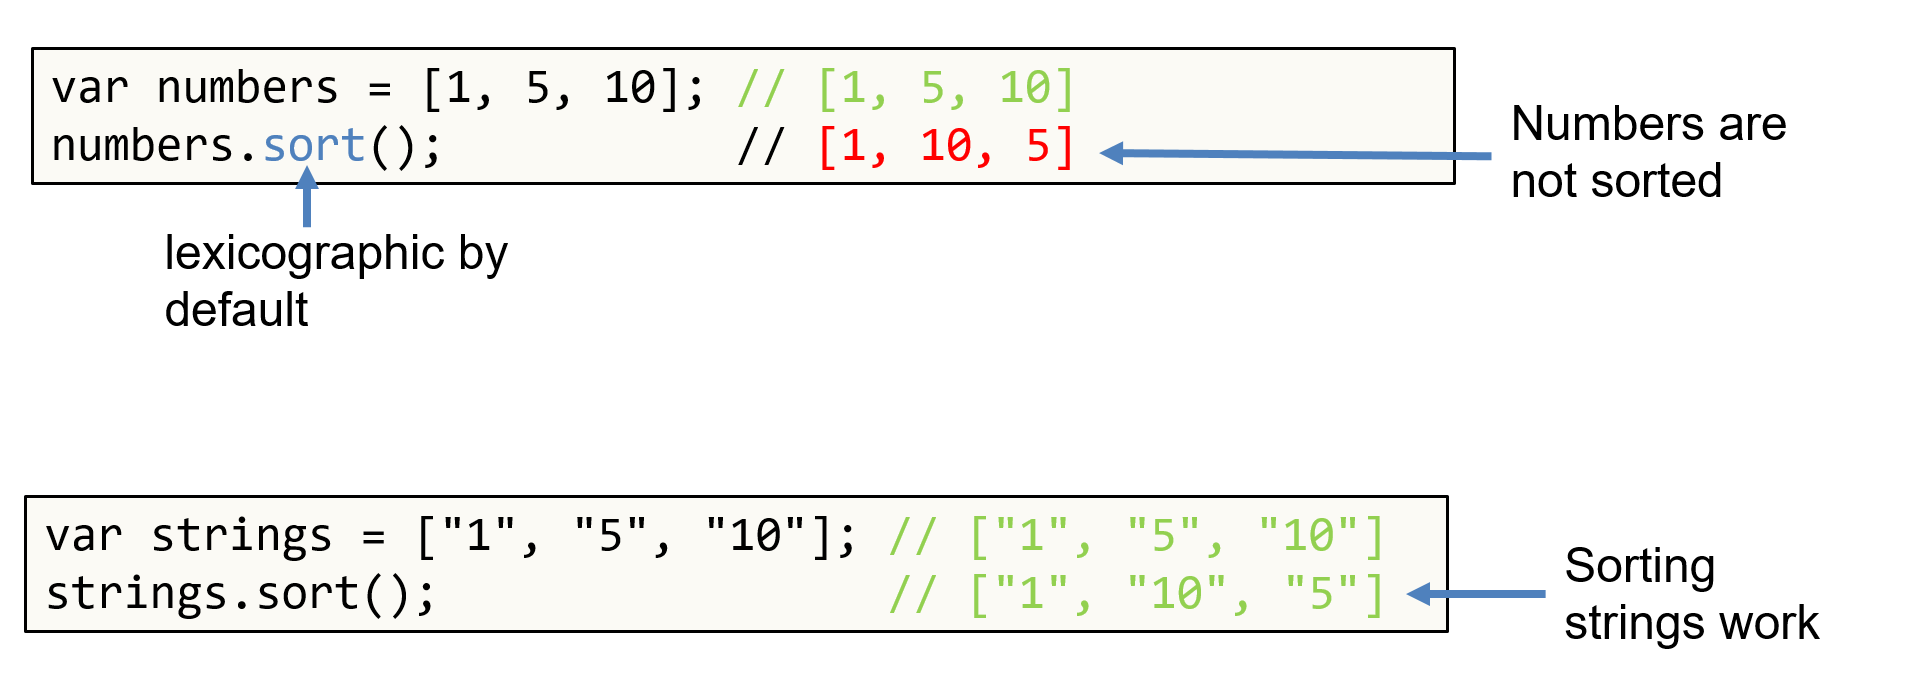 var numbers = [1, 5, 10]; // [1, 5, 10]
numbers.sort(); // [1, 10, 5]
Numbers are
not sorted
lexicographic by
default
var strings = ["1", "5", "10"]; // ["1", "5", "10"]
strings.sort(); // ["1", "10", "5"]
Sorting
strings work